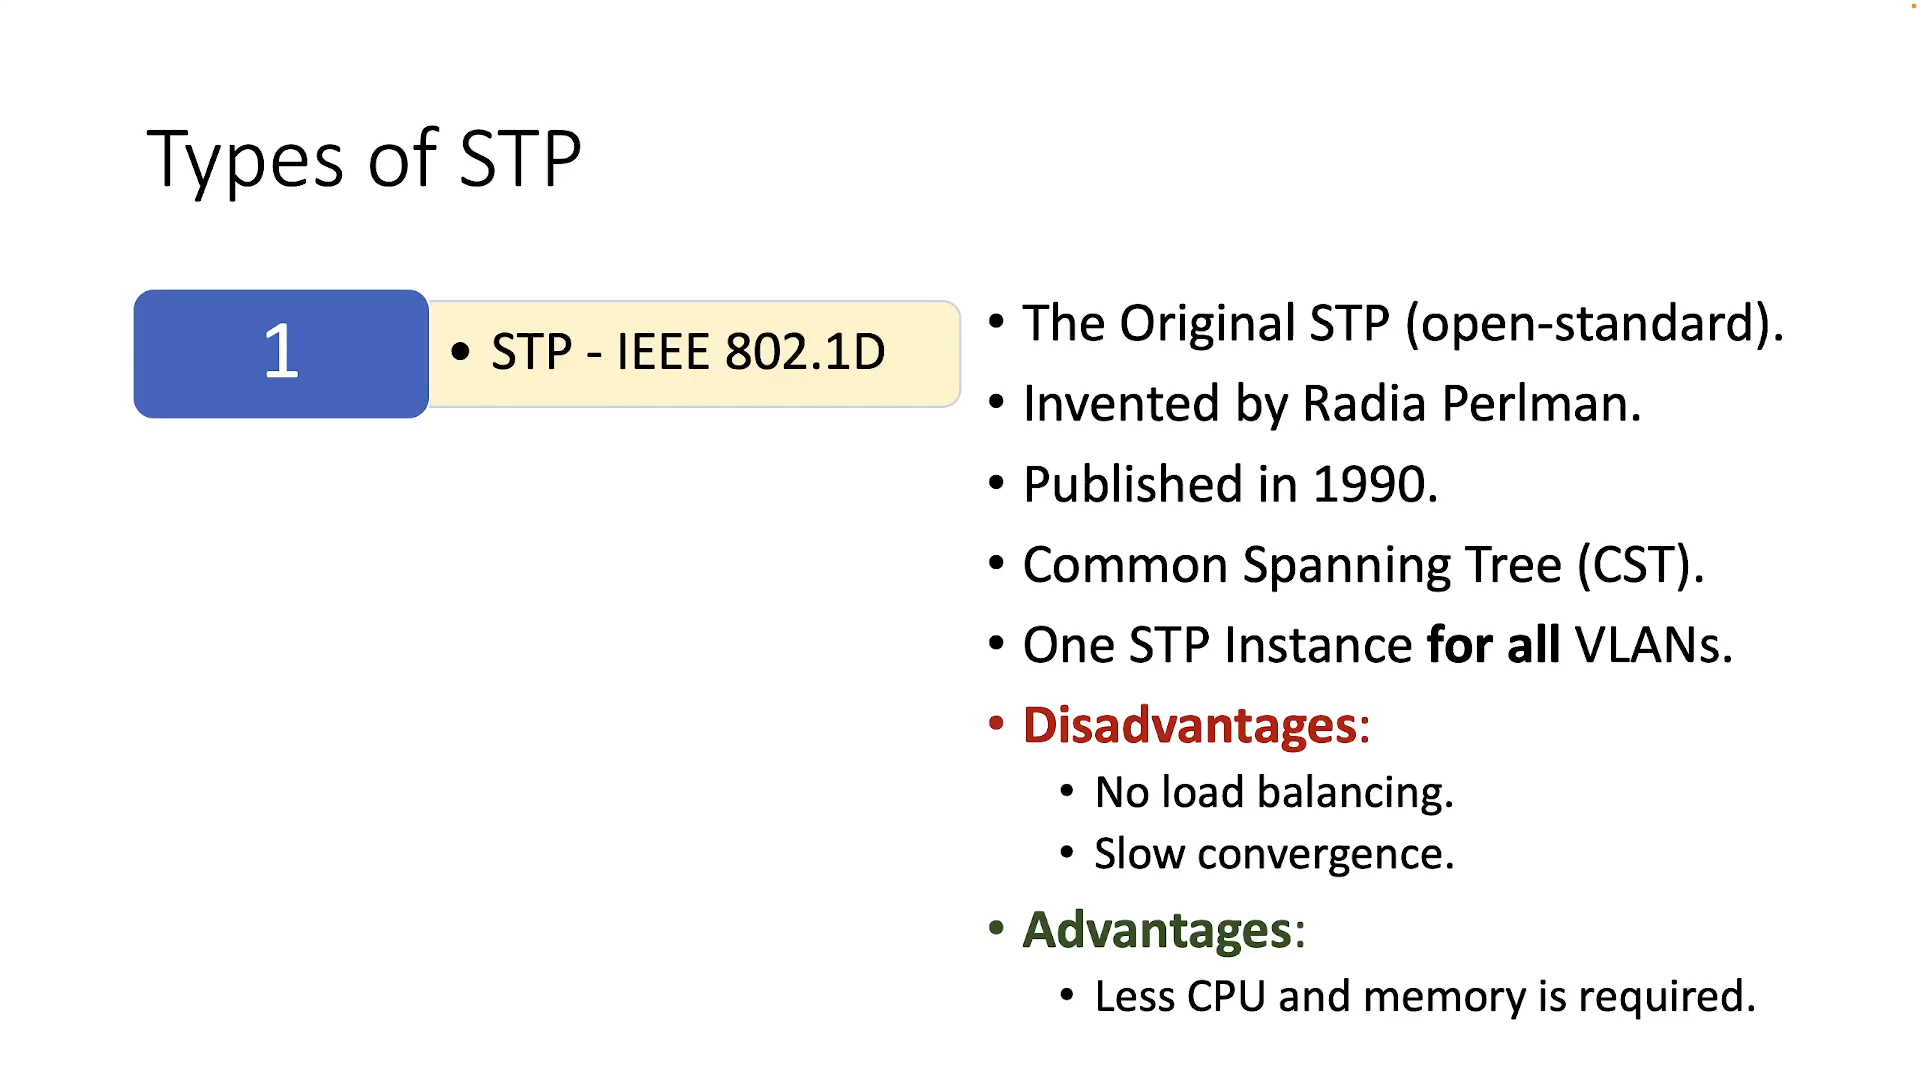 Types of STP
1
• STP - IEEE 802.1D
• The Original STP (open-standard).
• Invented by Radia Perlman.
• Published in 1990.
• Common Spanning Tree (CST).
• One STP Instance for all VLANs.
• Disadvantages:
• No load balancing.
• Slow convergence.
• Advantages:
• Less CPU and memory is required.